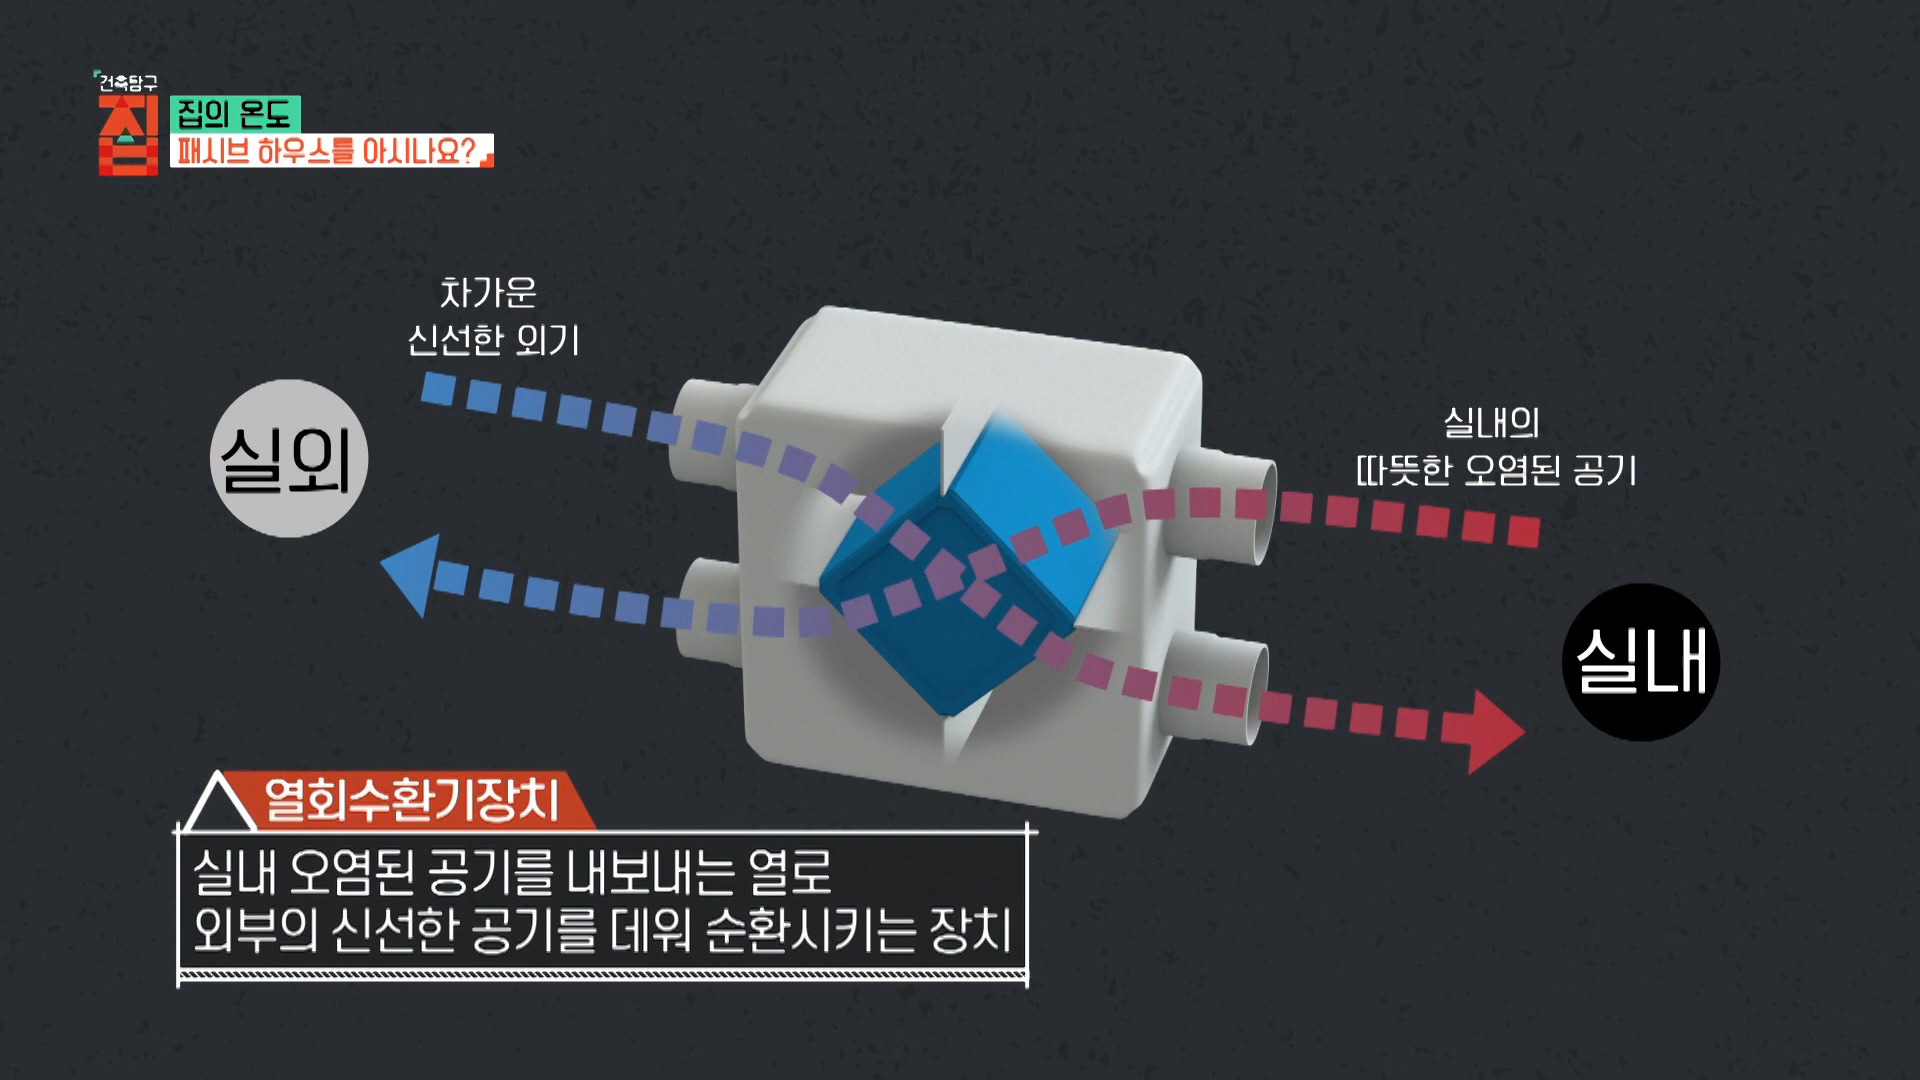 건축탐구
집
집의 온도
패시브 하우스를 아시나요?
차가운
신선한 외기
실외
실내의
따뜻한 오염된 공기
실내
열회수환기장치
실내 오염된 공기를 내보내는 열로
외부의 신선한 공기를 데워 순환시키는 장치